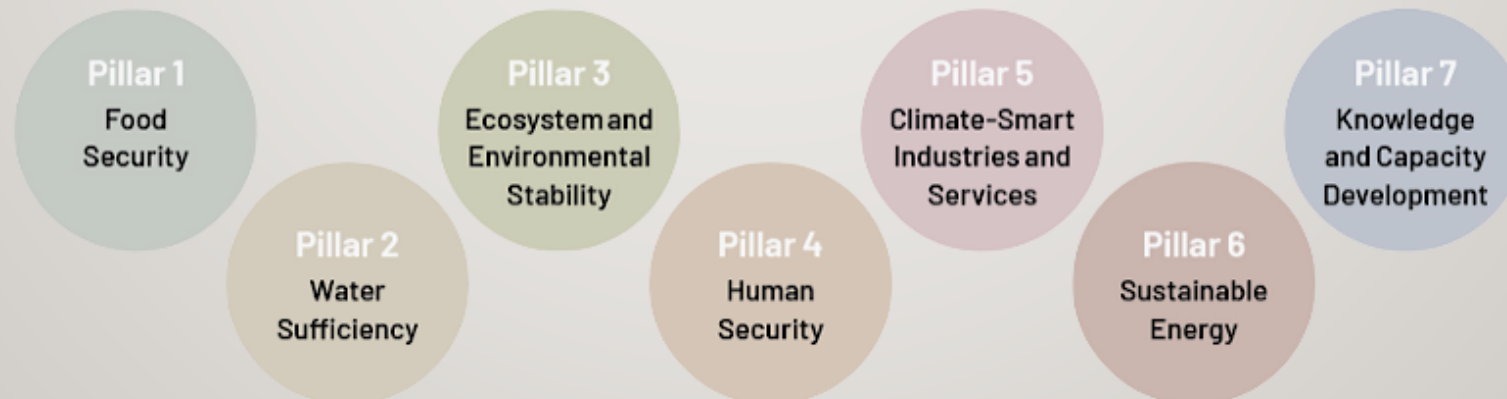 Pillar 1
Food
Security
Pillar 2
Water
Sufficiency
Pillar 3
Ecosystem and
Environmental
Stability
Pillar 4
Human
Security
Pillar 5
Climate-Smart
Industries and
Services
Pillar 6
Sustainable
Energy
Pillar 7
Knowledge
and Capacity
Development